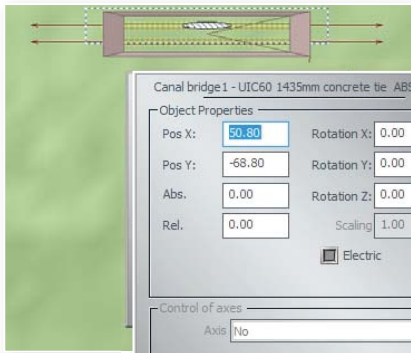 Canal bridge1 - UIC60 1435mm concrete tie ABS
Object Properties
Pos X: 50.80 Rotation X: 0.00
Pos Y: -68.80 Rotation Y: 0.00
Abs. 0.00 Rotation Z: 0.00
Rel. 0.00 Scaling 1.00
Electric
Control of axes
Axis No